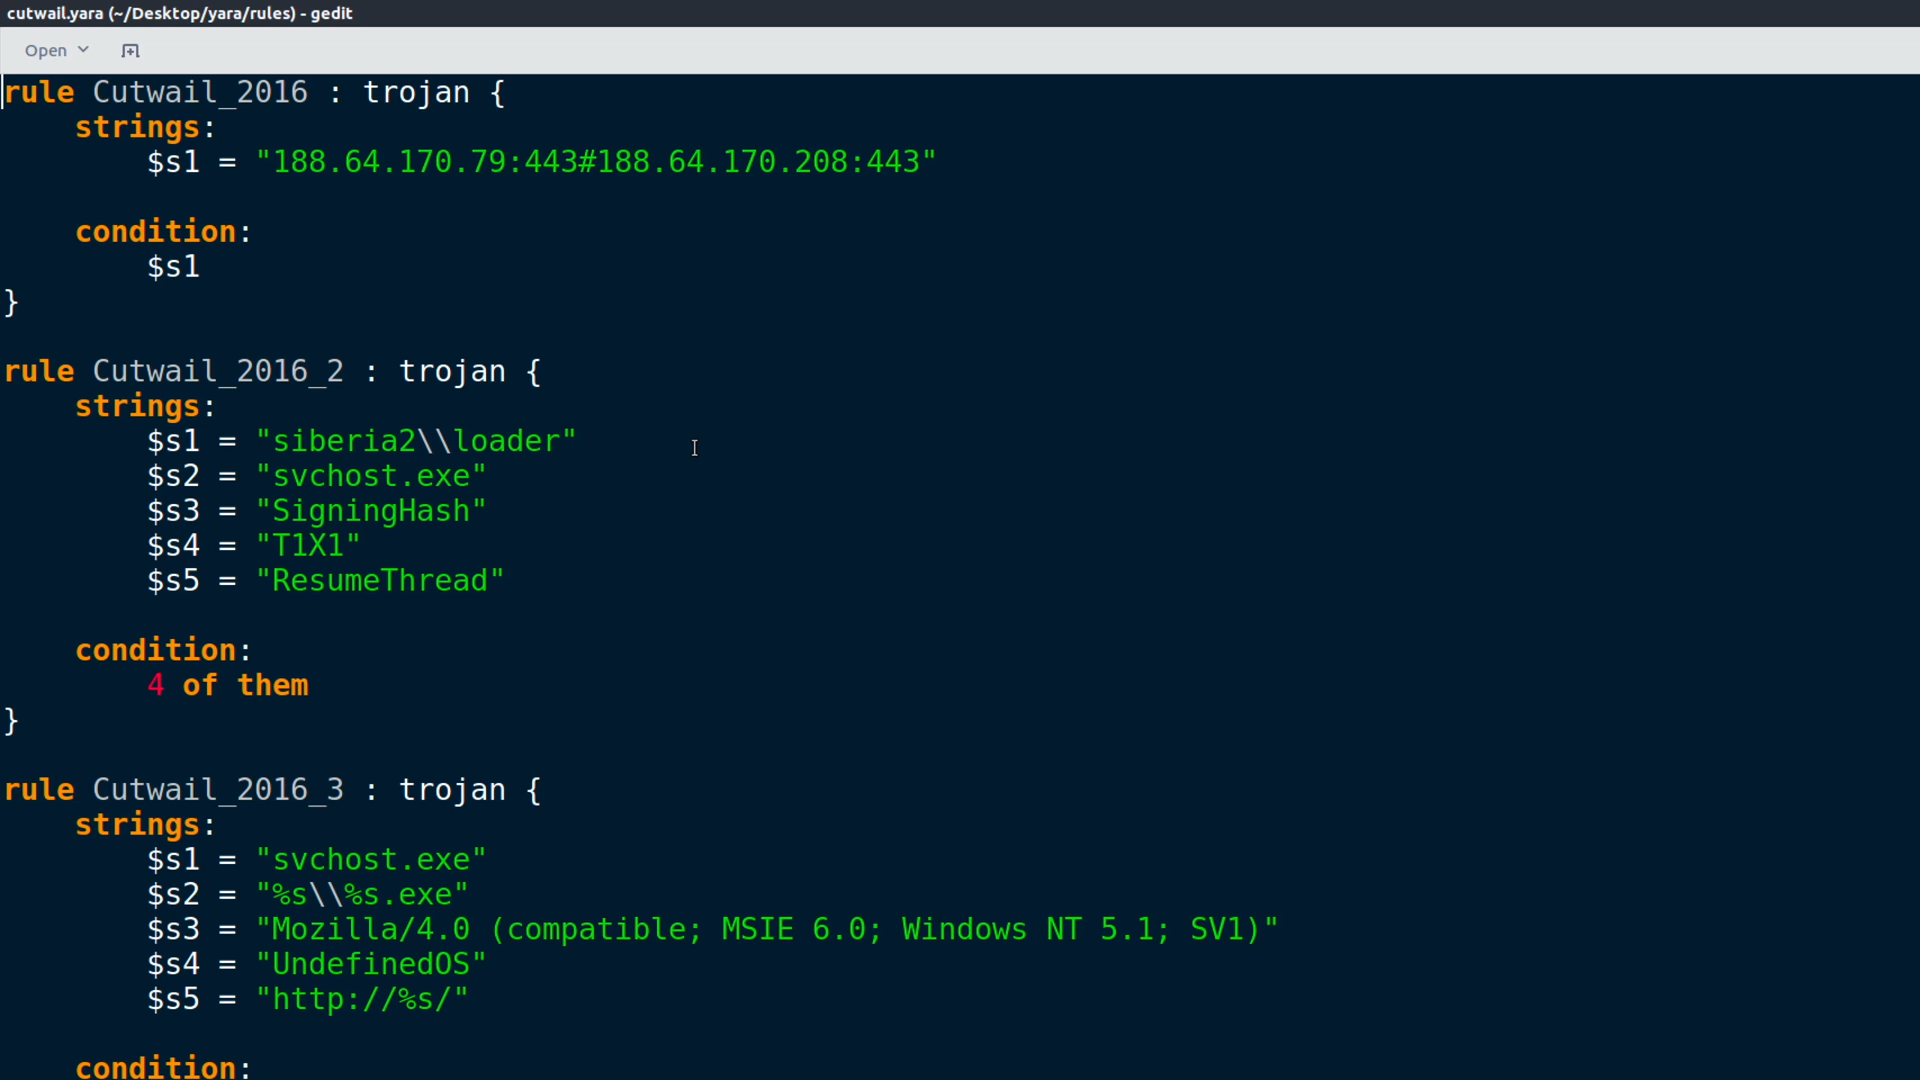 cutwail.yara (~/Desktop/yara/rules) - gedit
Open
rule Cutwail_2016 : trojan {
strings:
$s1 = "188.64.170.79:443#188.64.170.208:443"
condition:
$s1
}
rule Cutwail_2016_2 : trojan {
strings:
$s1 = "siberia2\\loader"
$s2 = "svchost.exe"
$s3 = "SigningHash"
$s4 = "T1X1"
$s5 = "ResumeThread"
condition:
4 of them
}
rule Cutwail_2016_3 : trojan {
strings:
$s1 = "svchost.exe"
$s2 = "%s\\%s.exe"
$s3 = "Mozilla/4.0 (compatible; MSIE 6.0; Windows NT 5.1; SV1)"
$s4 = "UndefinedOS"
$s5 = "http://%s/"
condition: